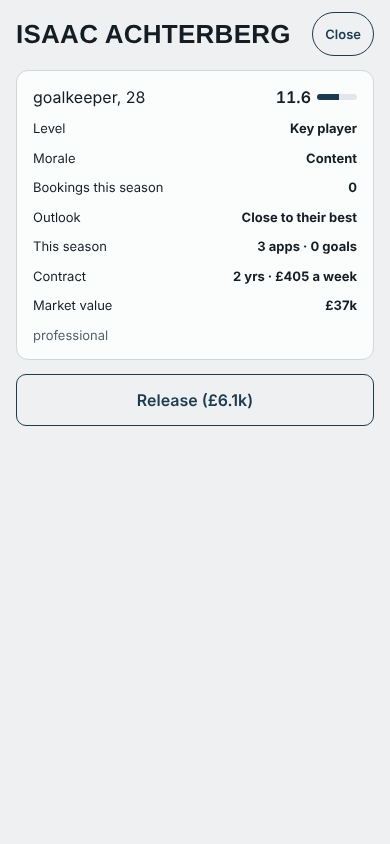 ISAAC ACHTERBERG
Close
goalkeeper, 28 11.6
Level Key player
Morale Content
Bookings this season 0
Outlook Close to their best
This season 3 apps · 0 goals
Contract 2 yrs · £405 a week
Market value £37k
professional
Release (£6.1k)